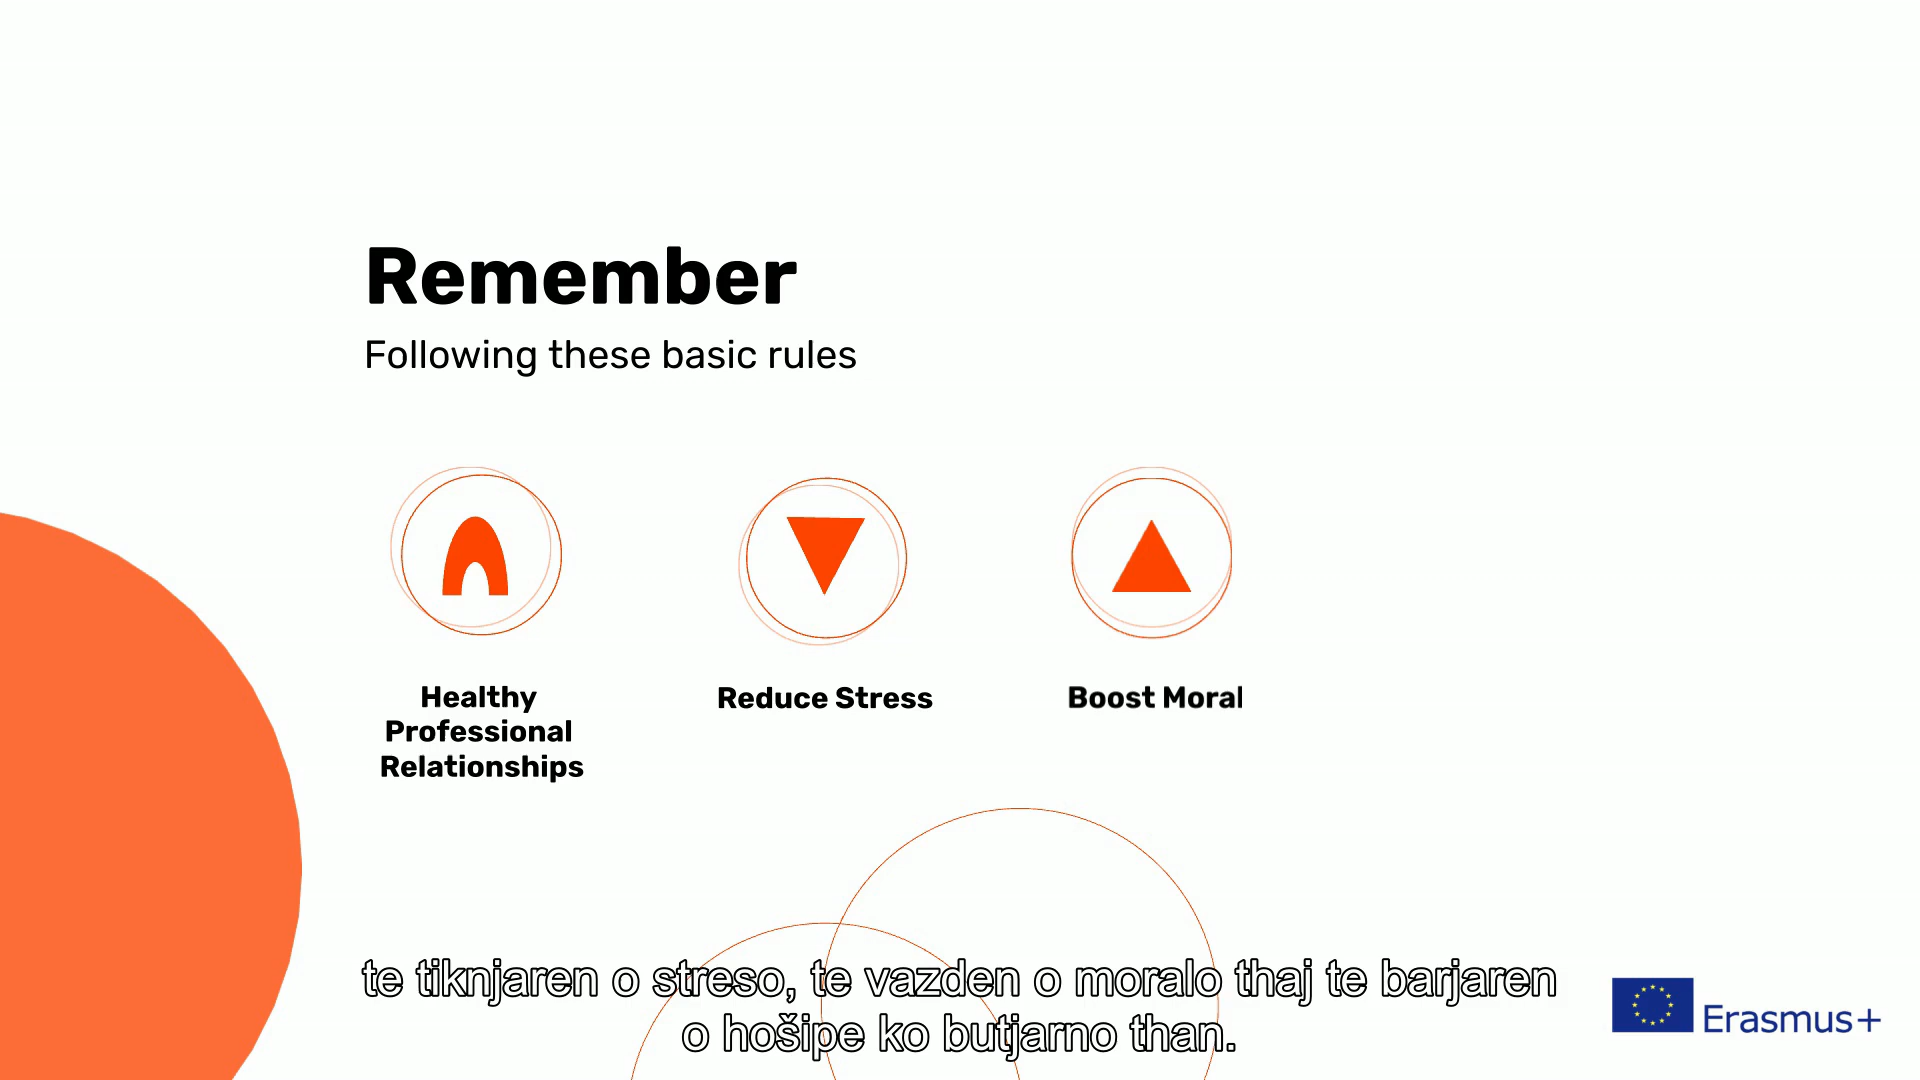 Remember
Following these basic rules
Healthy
Professional
Relationships
Reduce Stress
Boost Moral
te tiknjaren o streso, te vazden o moralo thaj te barjaren
o hošipe ko butjarno than.
Erasmus+